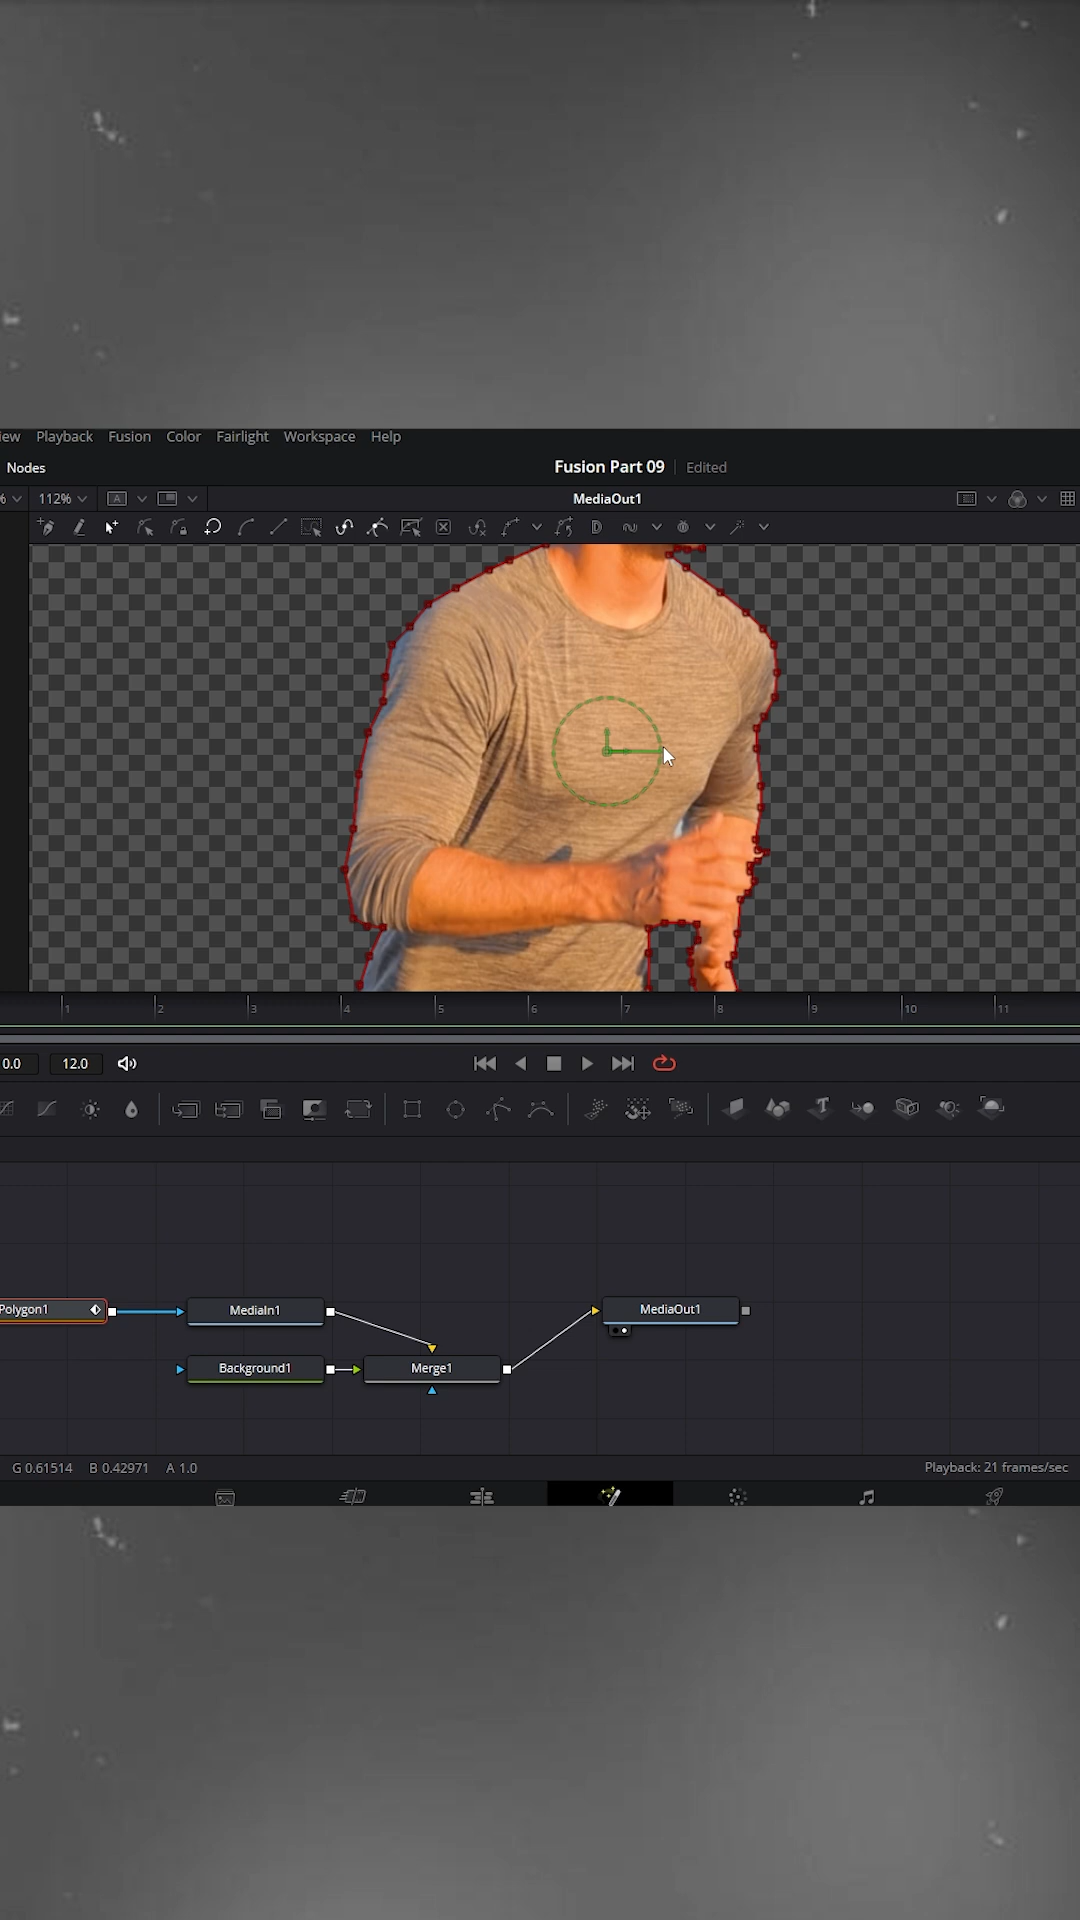 iew Playback Fusion Color Fairlight Workspace Help
Nodes Fusion Part 09 Edited
% 112% A MediaOut1
1 2 3 4 5 6 7 8 9 10 11
0.0 12.0
Polygon1 MediaIn1 MediaOut1
Background1 Merge1
G 0.61514 B 0.42971 A 1.0 Playback: 21 frames/sec